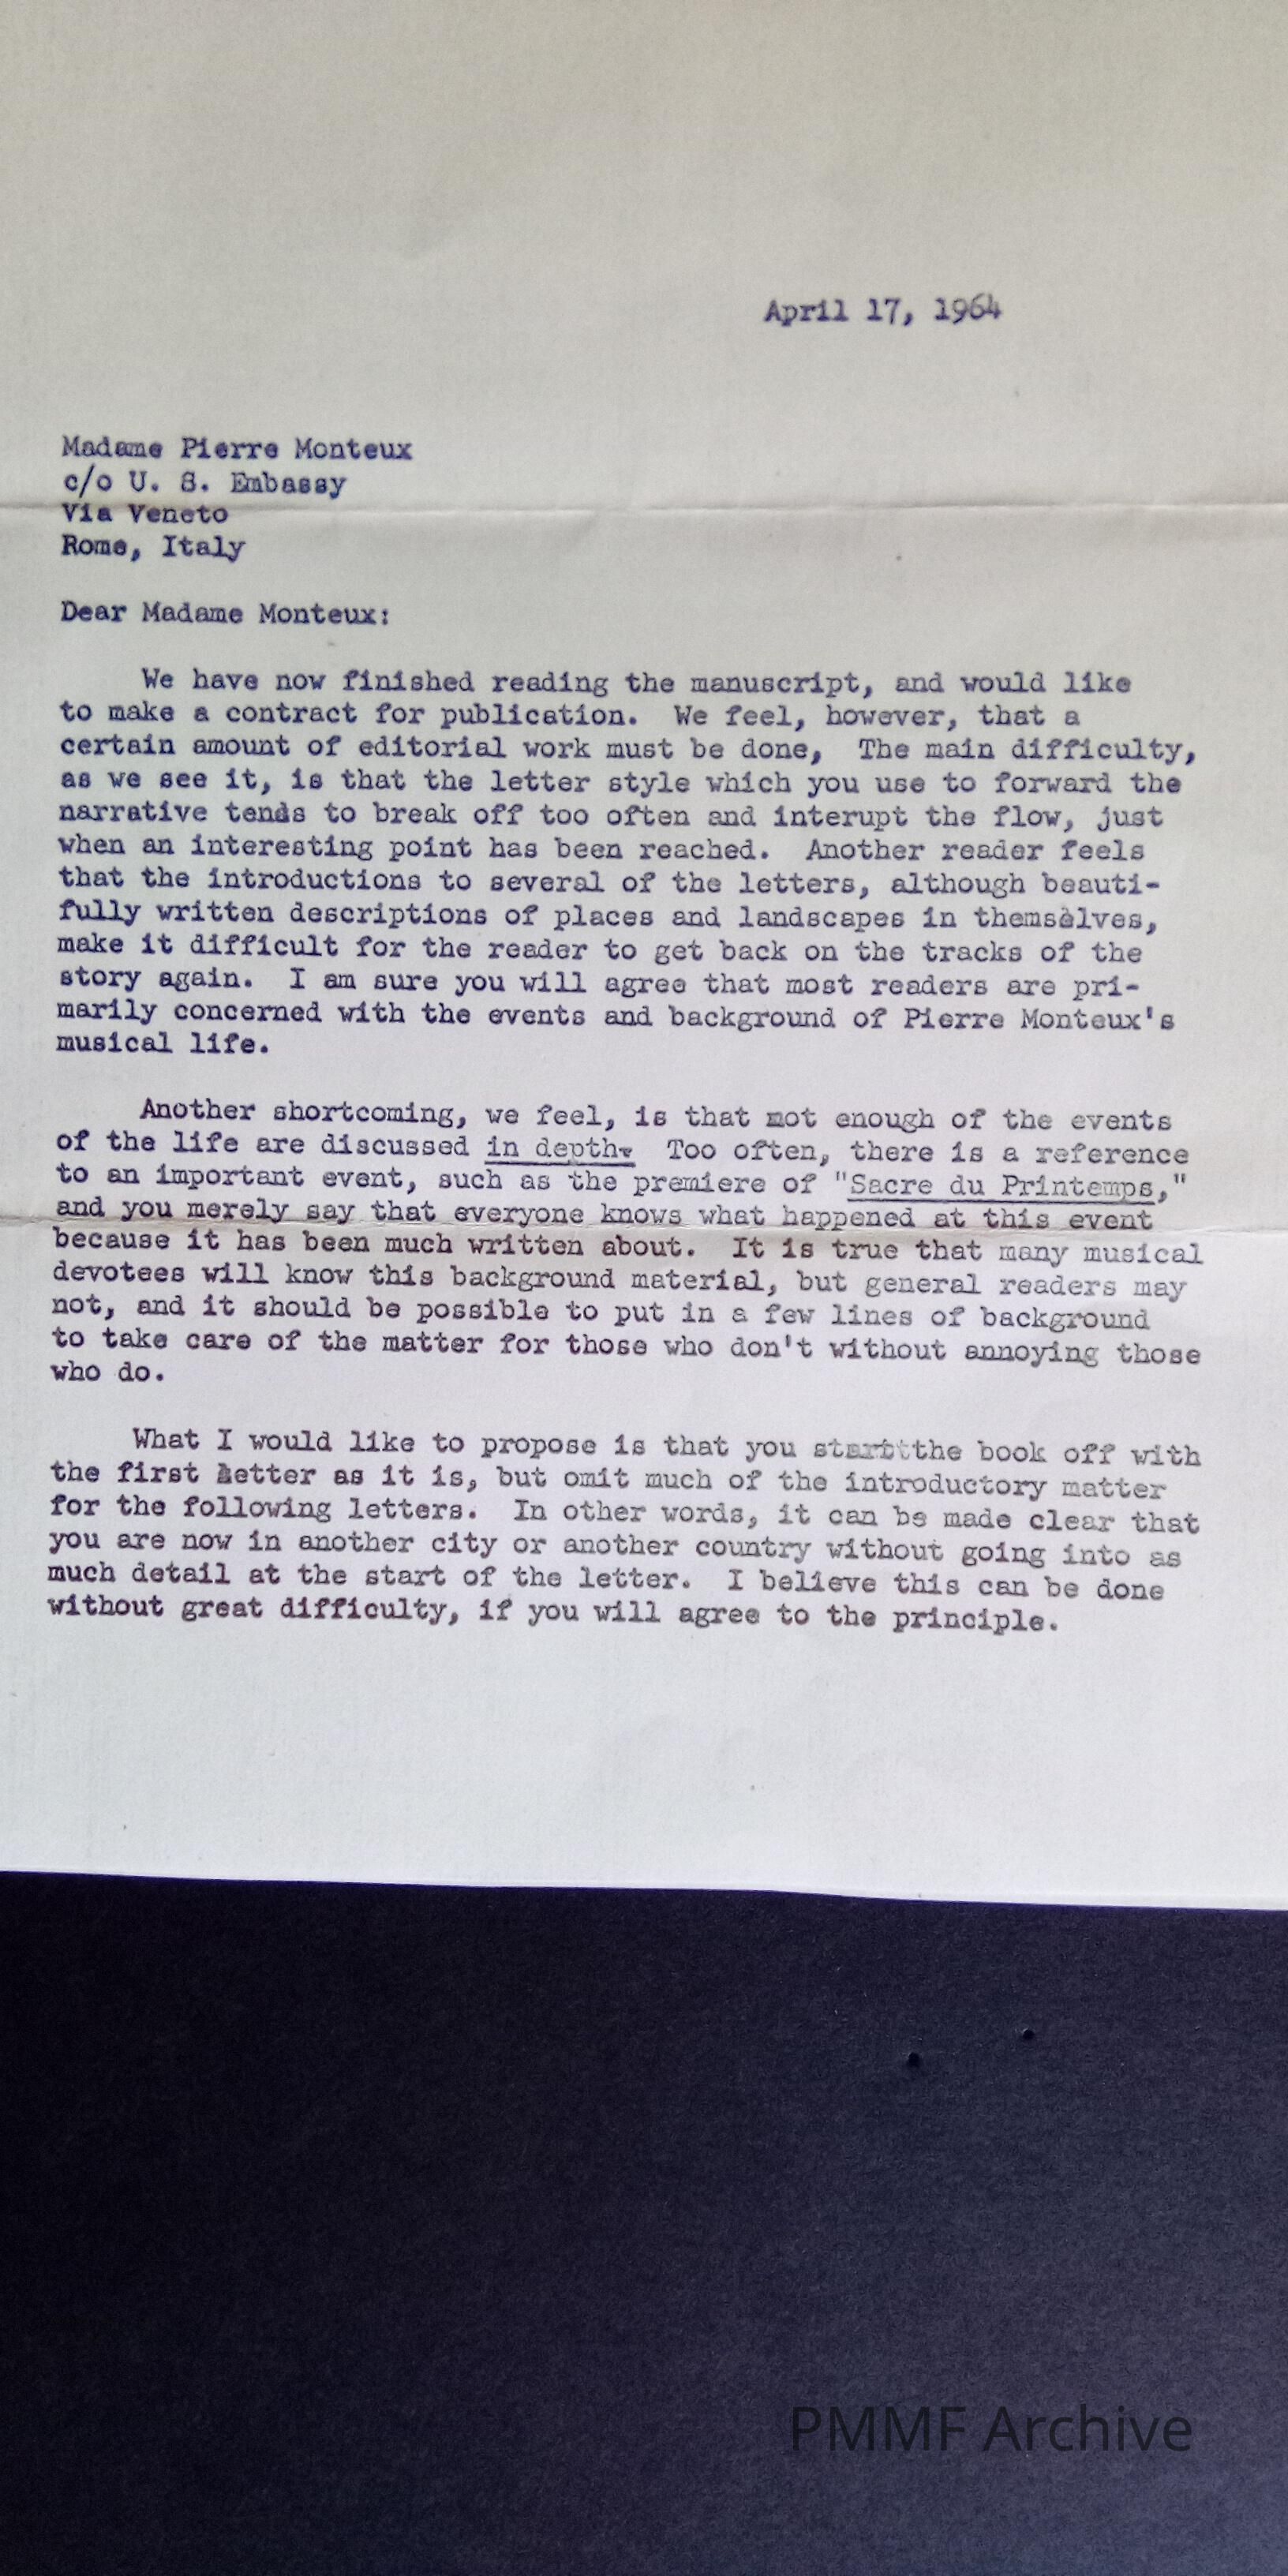 April 17, 1964
Madame Pierre Monteux
c/o U. S. Embassy
Via Veneto
Rome, Italy
Dear Madame Monteux:
We have now finished reading the manuscript, and would like
to make a contract for publication. We feel, however, that a
certain amount of editorial work must be done, The main difficulty,
as we see it, is that the letter style which you use to forward the
narrative tends to break off too often and interupt the flow, just
when an interesting point has been reached. Another reader feels
that the introductions to several of the letters, although beauti-
fully written descriptions of places and landscapes in themselves,
make it difficult for the reader to get back on the tracks of the
story again. I am sure you will agree that most readers are pri-
marily concerned with the events and background of Pierre Monteux's
musical life.
Another shortcoming, we feel, is that not enough of the events
of the life are discussed in depth. Too often, there is a reference
to an important event, such as the premiere of "Sacre du Printemps,"
and you merely say that everyone knows what happened at this event
because it has been much written about. It is true that many musical
devotees will know this background material, but general readers may
not, and it should be possible to put in a few lines of background
to take care of the matter for those who don't without annoying those
who do.
What I would like to propose is that you starttthe book off with
the first letter as it is, but omit much of the introductory matter
for the following letters. In other words, it can be made clear that
you are now in another city or another country without going into as
much detail at the start of the letter. I believe this can be done
without great difficulty, if you will agree to the principle.
PMMF Archive